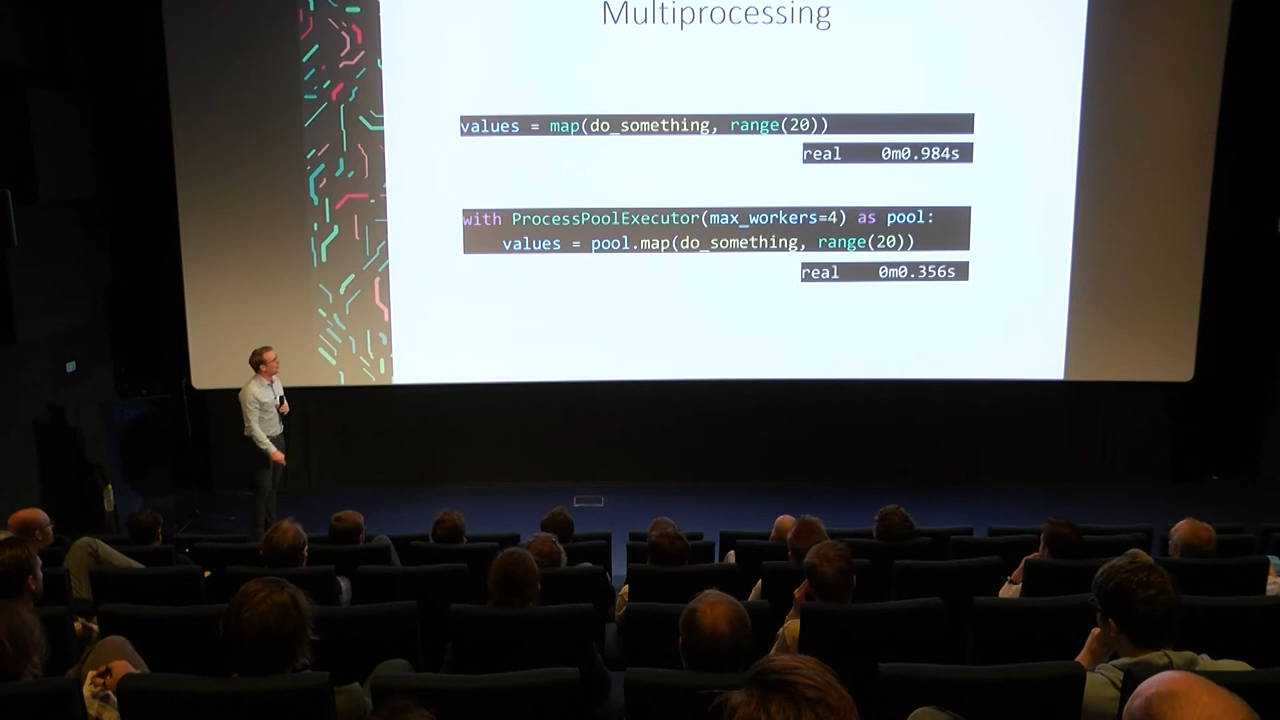 Multiprocessing
values = map(do_something, range(20))
real    0m0.984s
with ProcessPoolExecutor(max_workers=4) as pool:
    values = pool.map(do_something, range(20))
real    0m0.356s